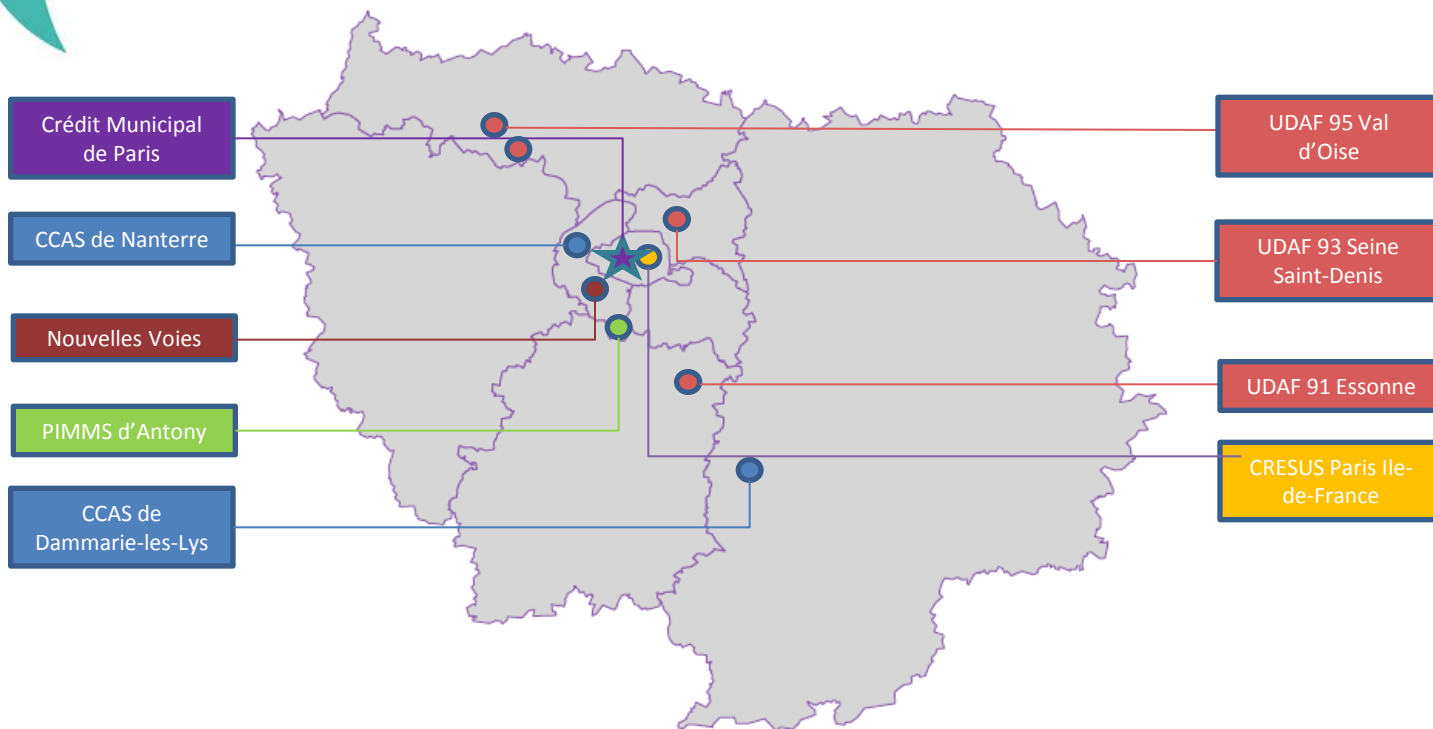 Crédit Municipal
de Paris
CCAS de Nanterre
Nouvelles Voies
PIMMS d’Antony
CCAS de
Dammarie-les-Lys
UDAF 95 Val
d’Oise
UDAF 93 Seine
Saint-Denis
UDAF 91 Essonne
CRESUS Paris Ile-
de-France